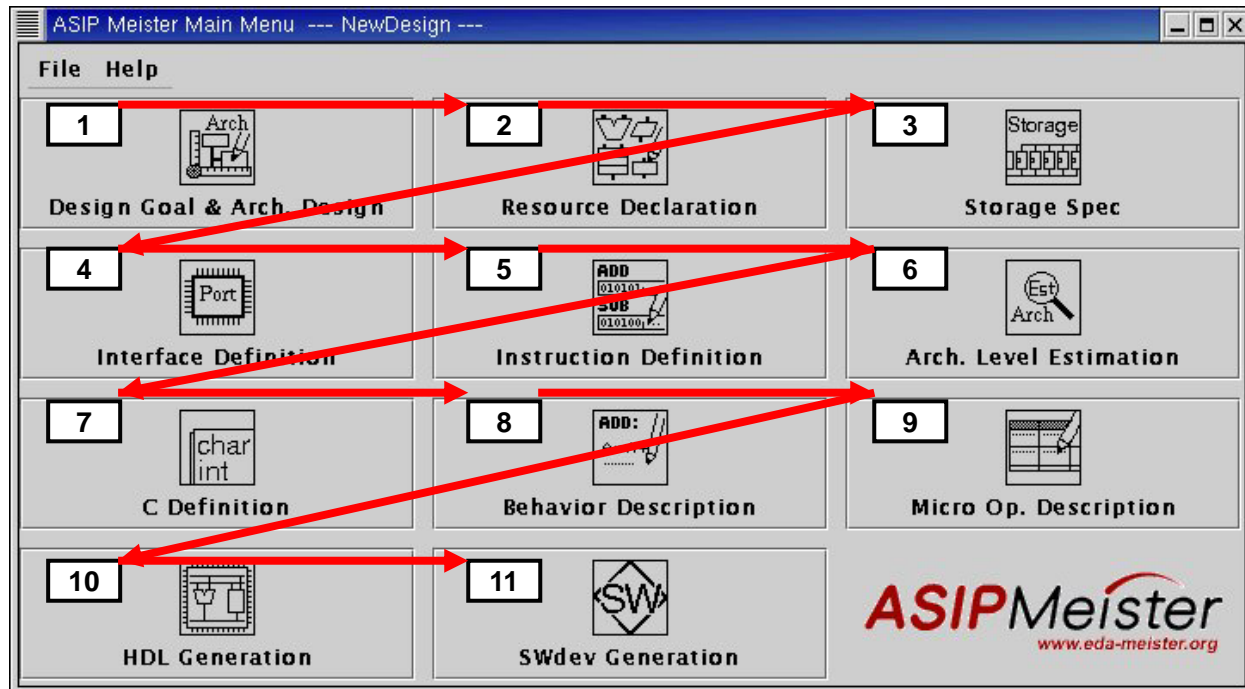 ASIP Meister Main Menu --- NewDesign ---
File Help
1
Arch
Design Goal & Arch. Design
2
Resource Declaration
3
Storage
Storage Spec
4
Port
Interface Definition
5
ADD
010101
SUB
010100
Instruction Definition
6
Est
Arch
Arch. Level Estimation
7
char
int
C Definition
8
ADD:
Behavior Description
9
Micro Op. Description
10
HDL Generation
11
SW
SWdev Generation
ASIPMeister
www.eda-meister.org